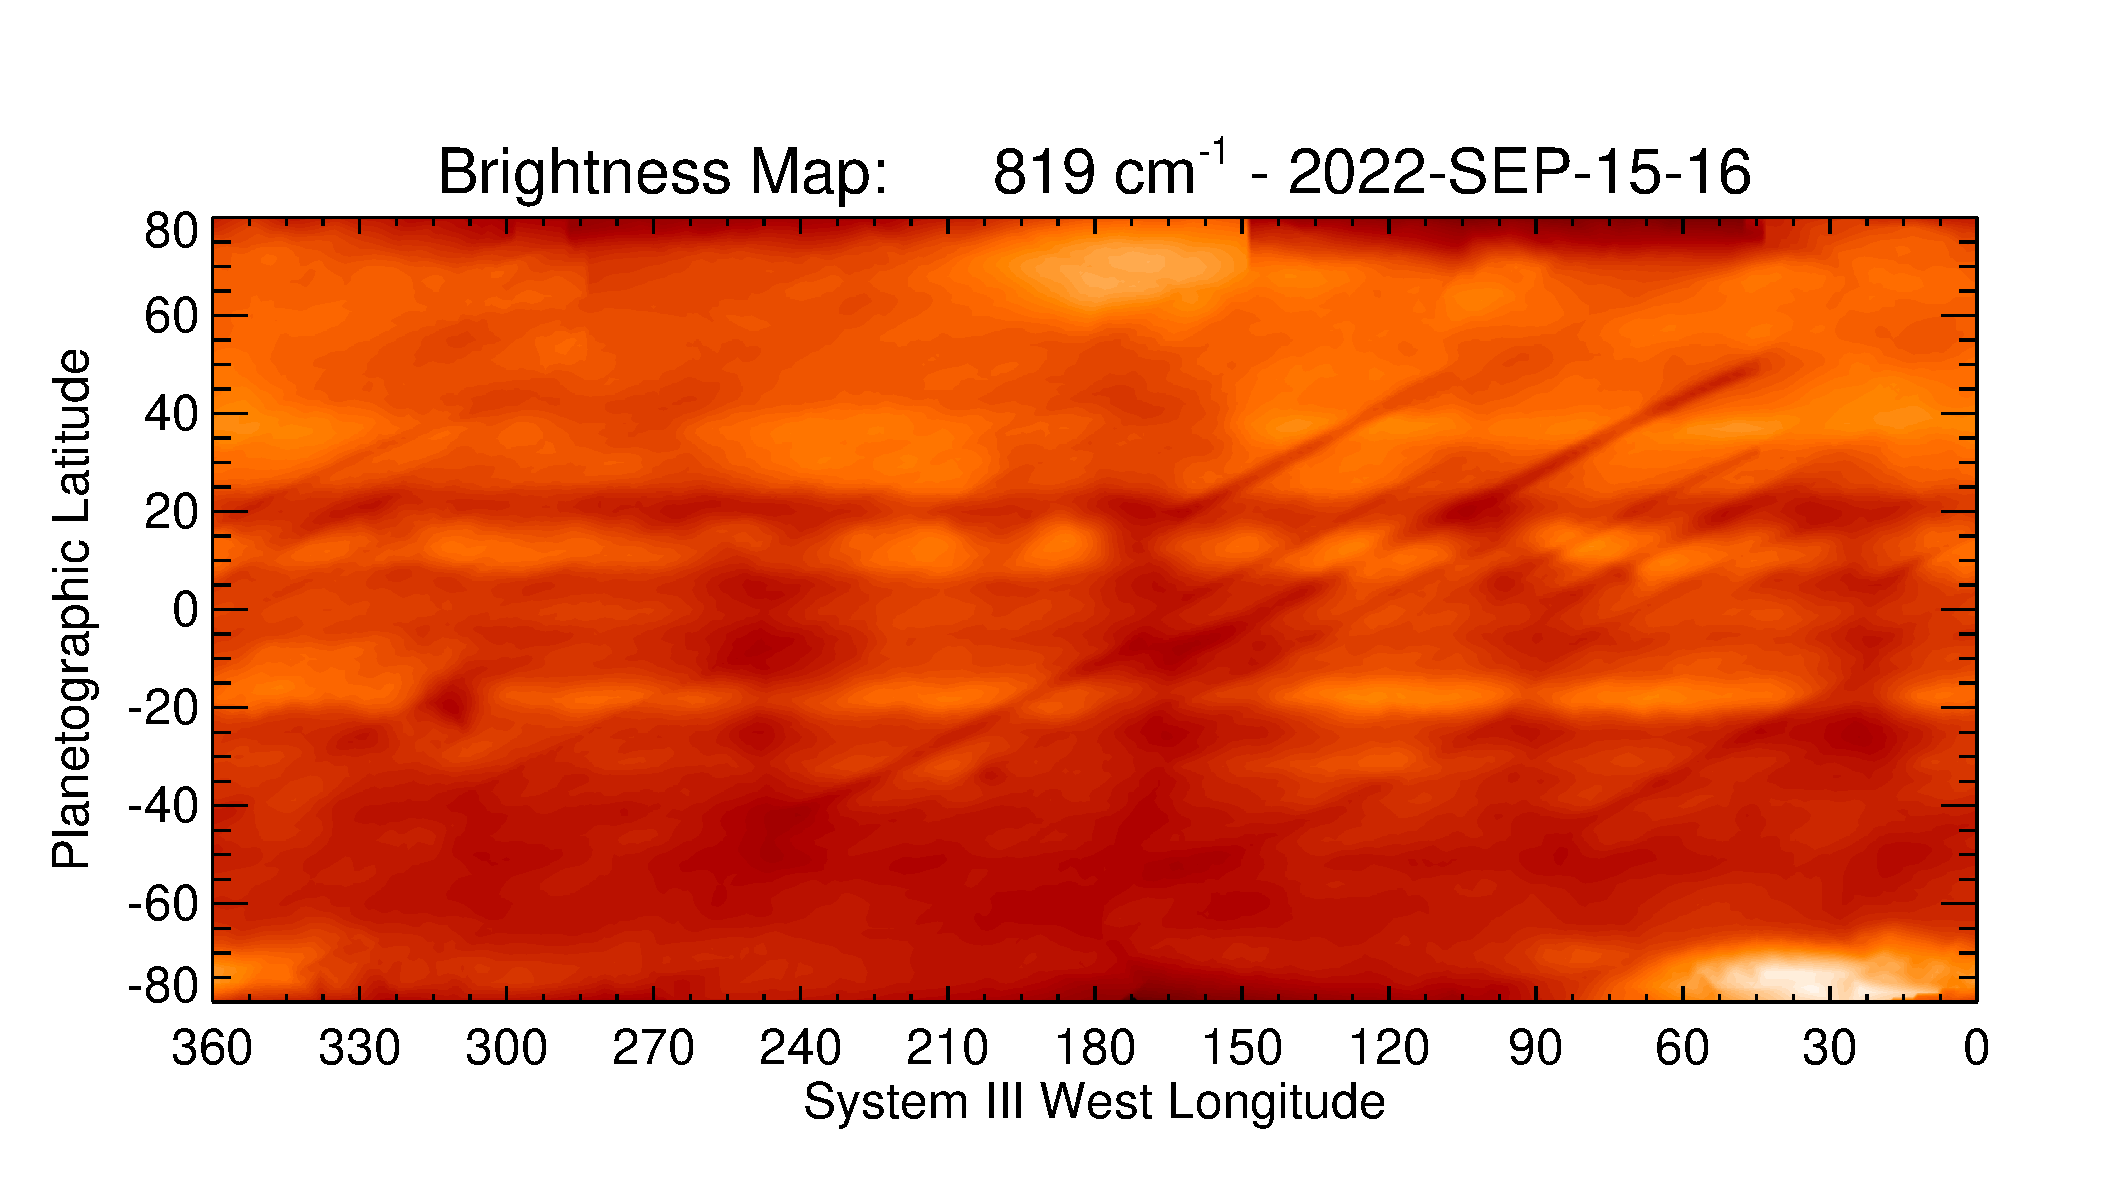 Brightness Map: 819 cm⁻¹ - 2022-SEP-15-16
80
60
40
20
0
-20
-40
-60
-80
Planetographic Latitude
360 330 300 270 240 210 180 150 120 90 60 30 0
System III West Longitude